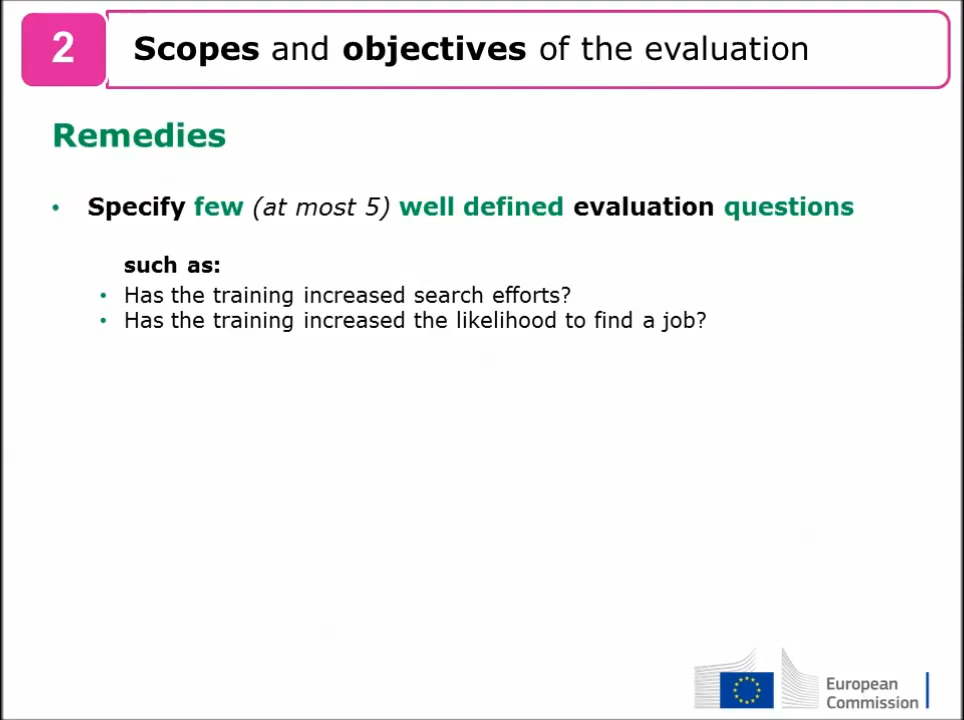 2
Scopes and objectives of the evaluation
Remedies
• Specify few (at most 5) well defined evaluation questions
such as:
• Has the training increased search efforts?
• Has the training increased the likelihood to find a job?
European
Commission